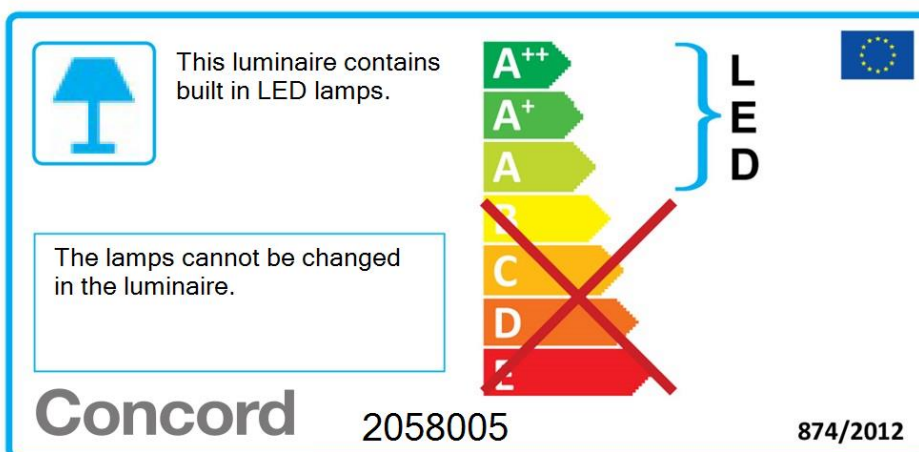 This luminaire contains
built in LED lamps.
A++
A+
A
B
C
D
E
L
E
D
The lamps cannot be changed
in the luminaire.
Concord
2058005
874/2012